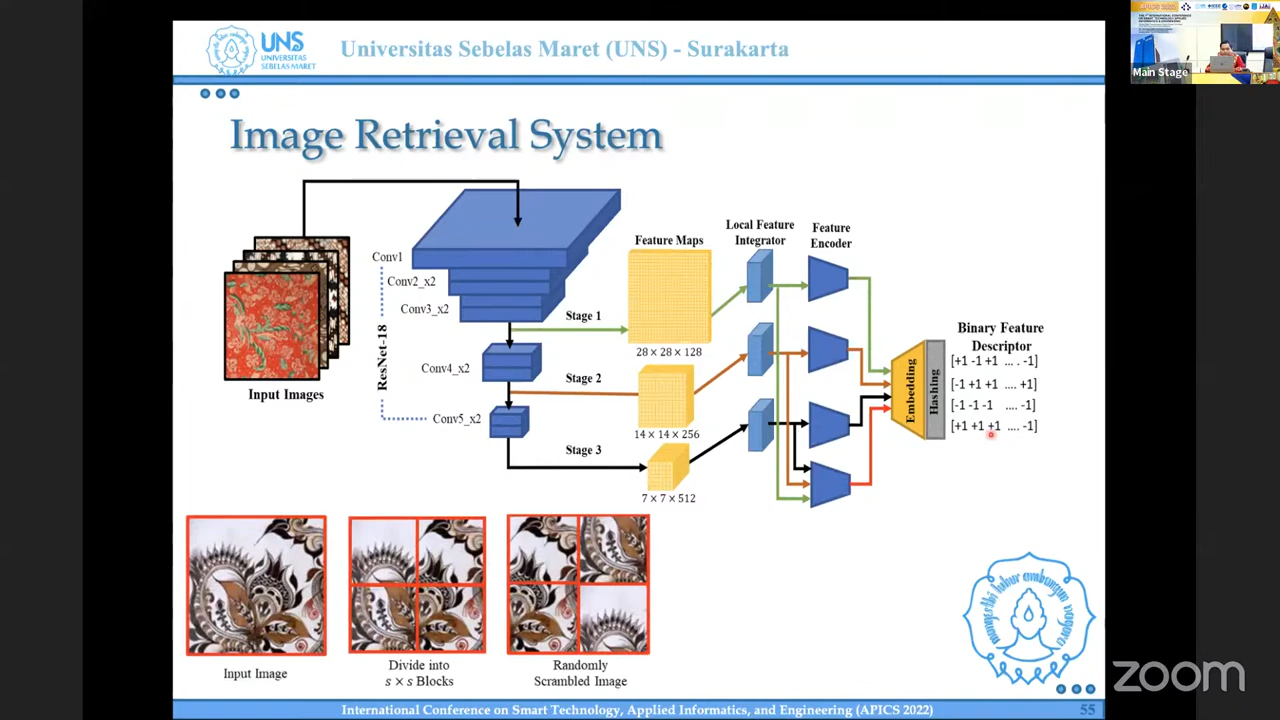 UNS
UNIVERSITAS
SEBELAS MARET
Universitas Sebelas Maret (UNS) - Surakarta
Main Stage
Image Retrieval System
Input Images
ResNet-18
Conv1
Conv2_x2
Conv3_x2
Conv4_x2
Conv5_x2
Stage 1
Stage 2
Stage 3
Feature Maps
28 × 28 × 128
14 × 14 × 256
7 × 7 × 512
Local Feature
Integrator
Feature
Encoder
Embedding
Hashing
Binary Feature
Descriptor
[+1 -1 +1 ... . -1]
[-1 +1 +1 .... +1]
[-1 -1 -1 .... -1]
[+1 +1 +1 .... -1]
Input Image
Divide into
s × s Blocks
Randomly
Scrambled Image
zoom
International Conference on Smart Technology, Applied Informatics, and Engineering (APICS 2022)
55